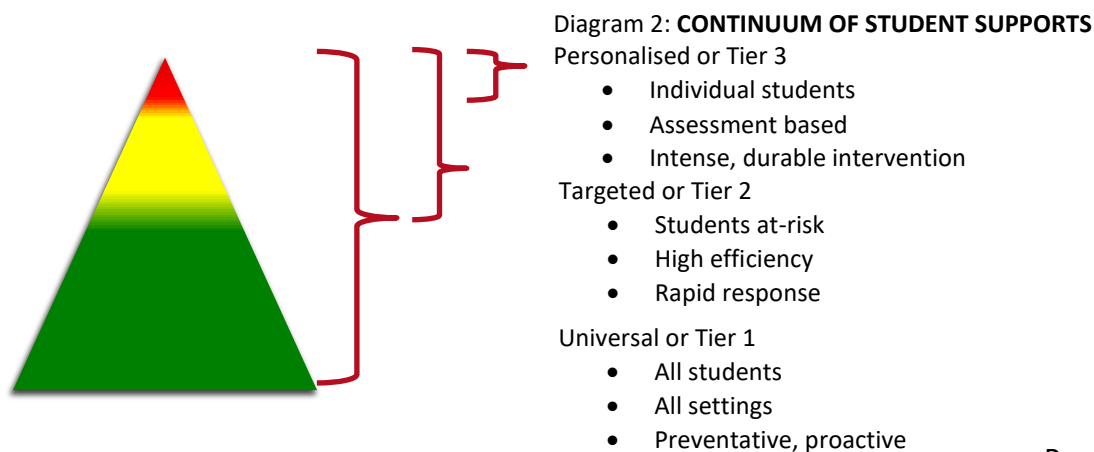 Diagram 2: CONTINUUM OF STUDENT SUPPORTS
Personalised or Tier 3
• Individual students
• Assessment based
• Intense, durable intervention
Targeted or Tier 2
• Students at-risk
• High efficiency
• Rapid response
Universal or Tier 1
• All students
• All settings
• Preventative, proactive